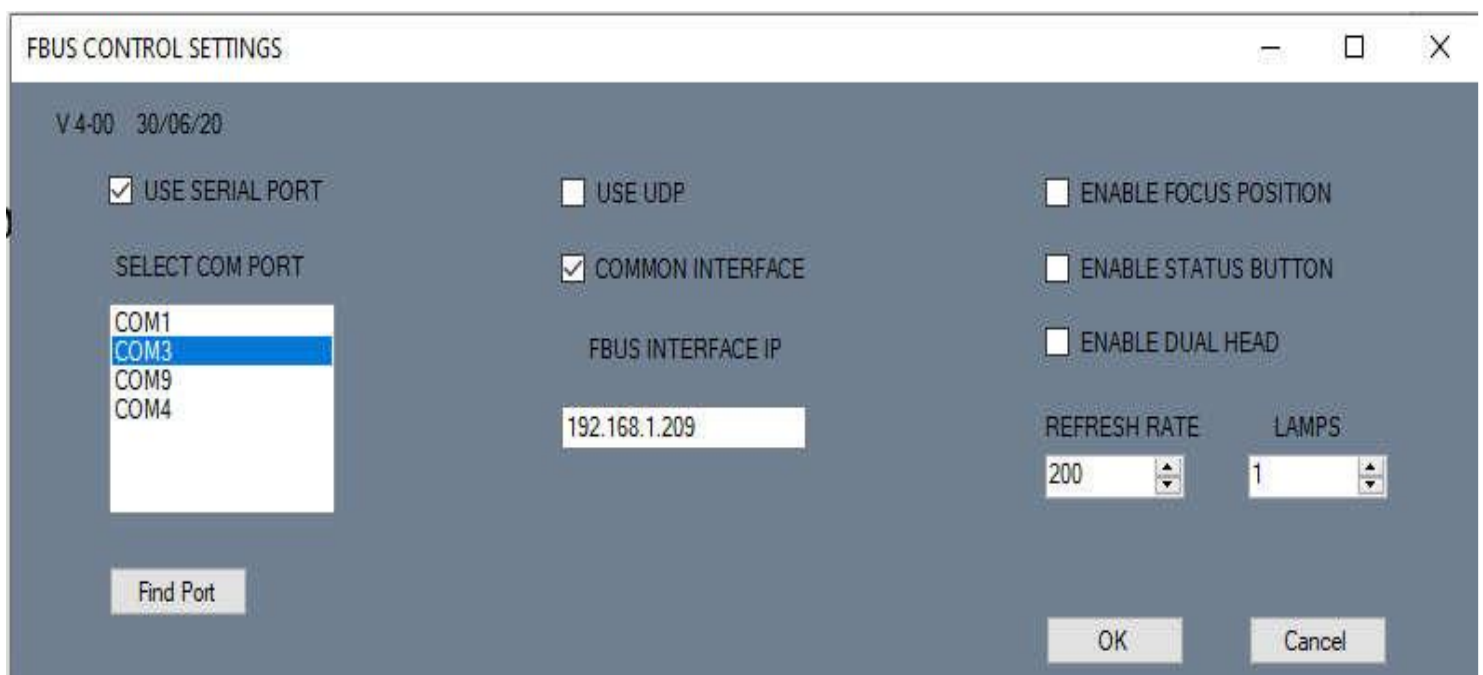 FBUS CONTROL SETTINGS
V 4-00 30/06/20
USE SERIAL PORT
USE UDP
ENABLE FOCUS POSITION
SELECT COM PORT
COMMON INTERFACE
ENABLE STATUS BUTTON
COM1
COM3
COM9
COM4
FBUS INTERFACE IP
192.168.1.209
ENABLE DUAL HEAD
REFRESH RATE LAMPS
200 1
Find Port
OK Cancel